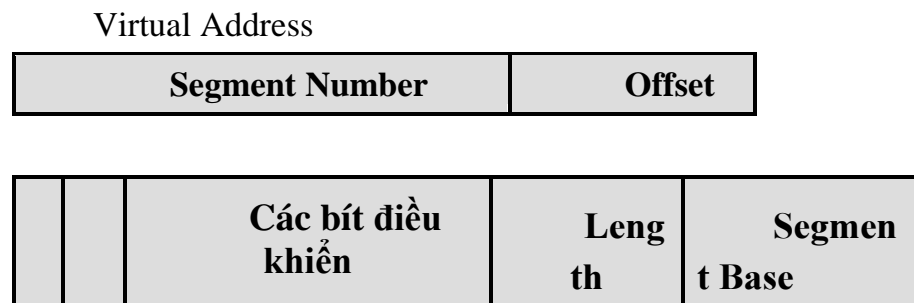 Virtual Address
Segment Number Offset
Các bít điều Leng Segmen
khiển th t Base